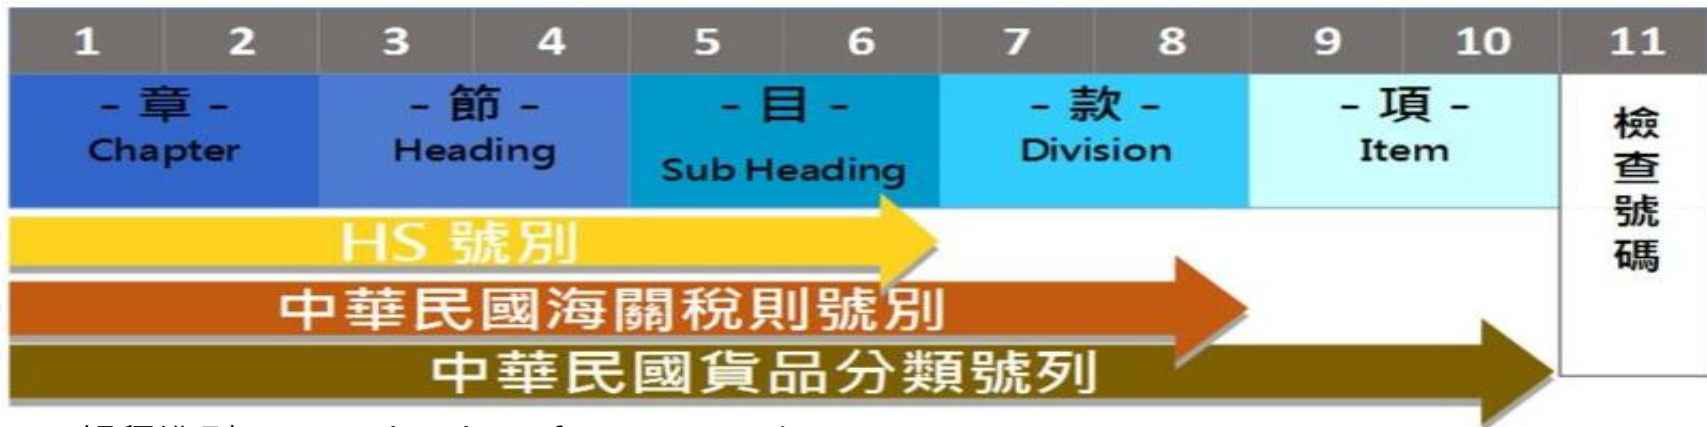 1 2 3 4 5 6 7 8 9 10 11
- 章 - - 節 - - 目 - - 款 - - 項 -
Chapter Heading Sub Heading Division Item
檢查號碼
HS 號別
中華民國海關稅則號別
中華民國貨品分類號列